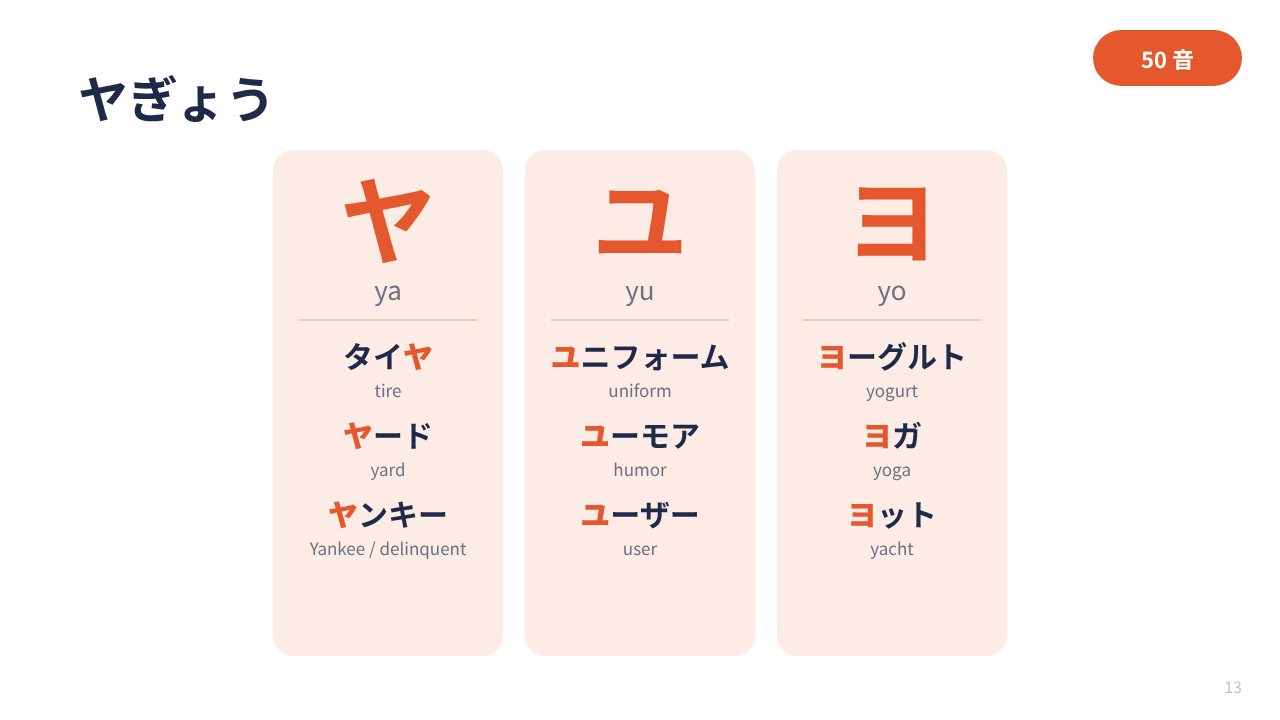 50 音
ヤぎょう
ヤ
ya
タイヤ
tire
ヤード
yard
ヤンキー
Yankee / delinquent
ユ
yu
ユニフォーム
uniform
ユーモア
humor
ユーザー
user
ヨ
yo
ヨーグルト
yogurt
ヨガ
yoga
ヨット
yacht
13